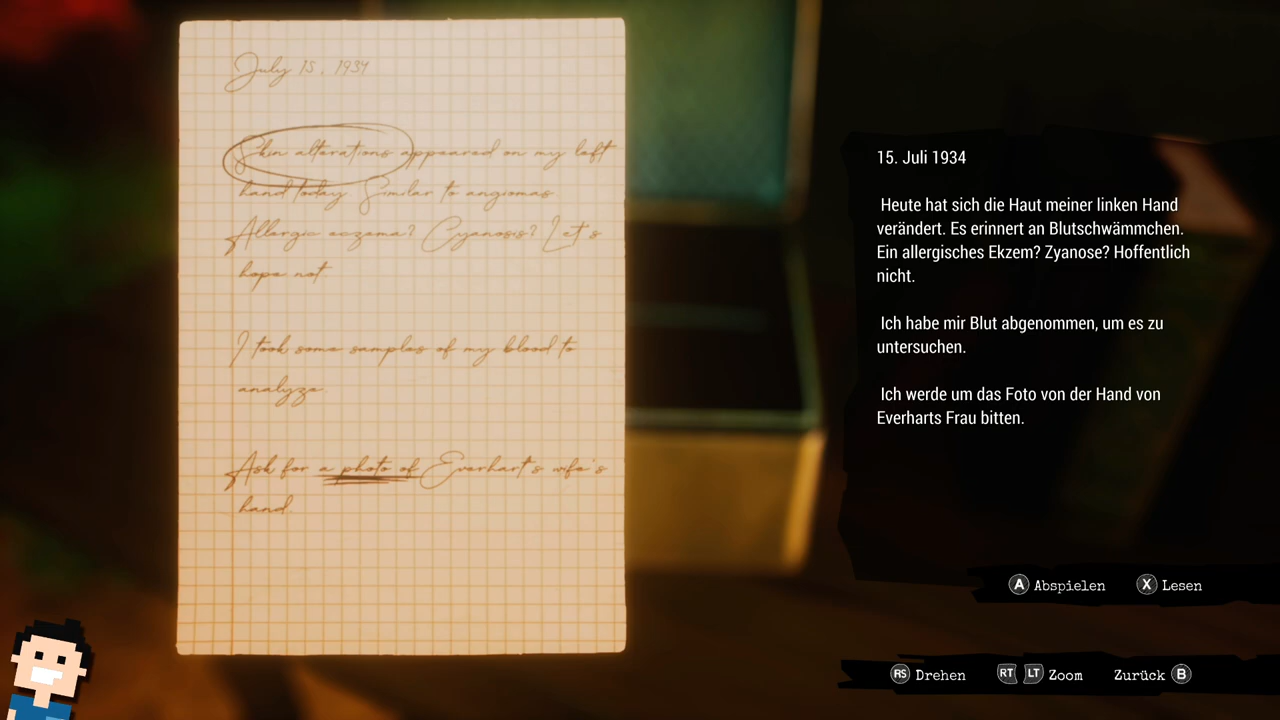 July 15, 1934
Skin alterations appeared on my left
hand today Similar to angiomas.
Allergic eczema? Cyanosis? Let's
hope not
I took some samples of my blood to
analyze.
Ask for a photo of Everhart's wife's
hand.
15. Juli 1934
Heute hat sich die Haut meiner linken Hand
verändert. Es erinnert an Blutschwämmchen.
Ein allergisches Ekzem? Zyanose? Hoffentlich
nicht.
Ich habe mir Blut abgenommen, um es zu
untersuchen.
Ich werde um das Foto von der Hand von
Everharts Frau bitten.
A Abspielen X Lesen
RS Drehen RT LT Zoom Zurück B